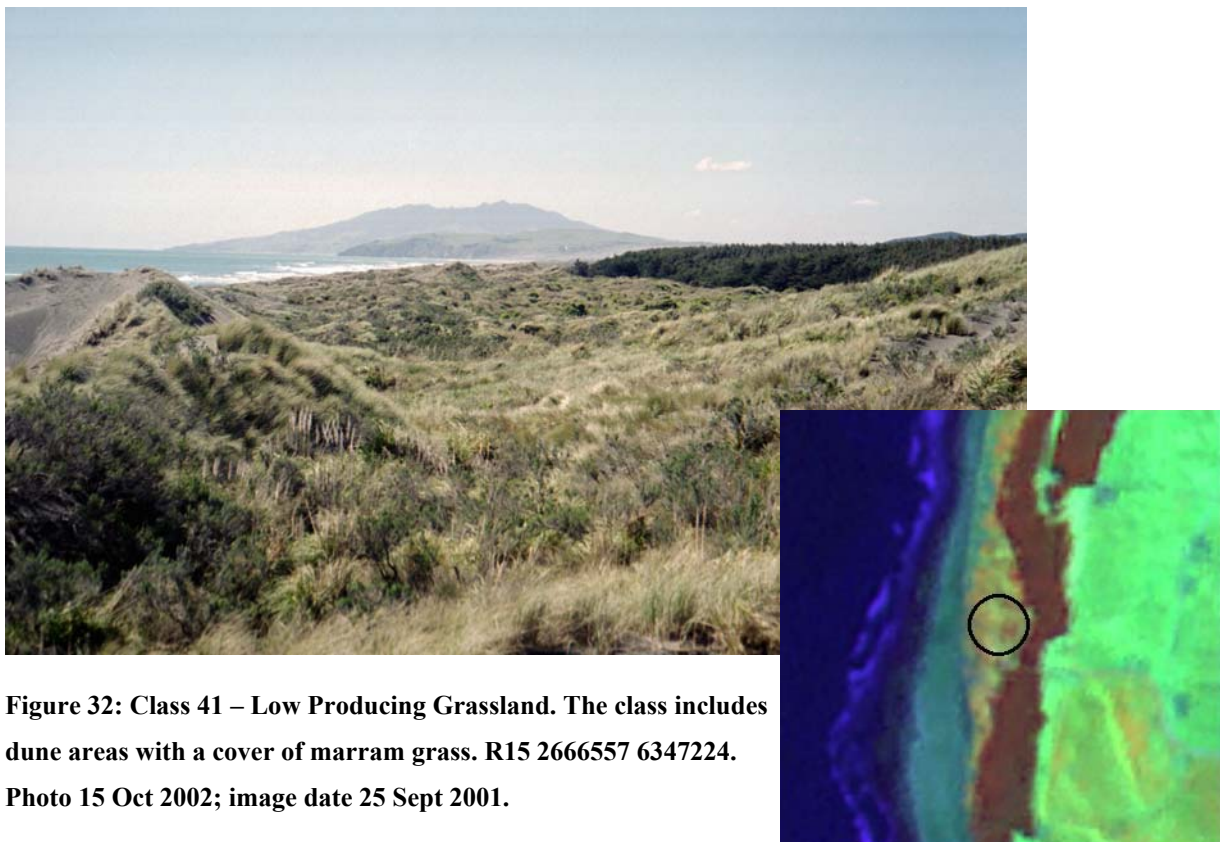 Figure 32: Class 41 – Low Producing Grassland. The class includes
dune areas with a cover of marram grass. R15 2666557 6347224.
Photo 15 Oct 2002; image date 25 Sept 2001.